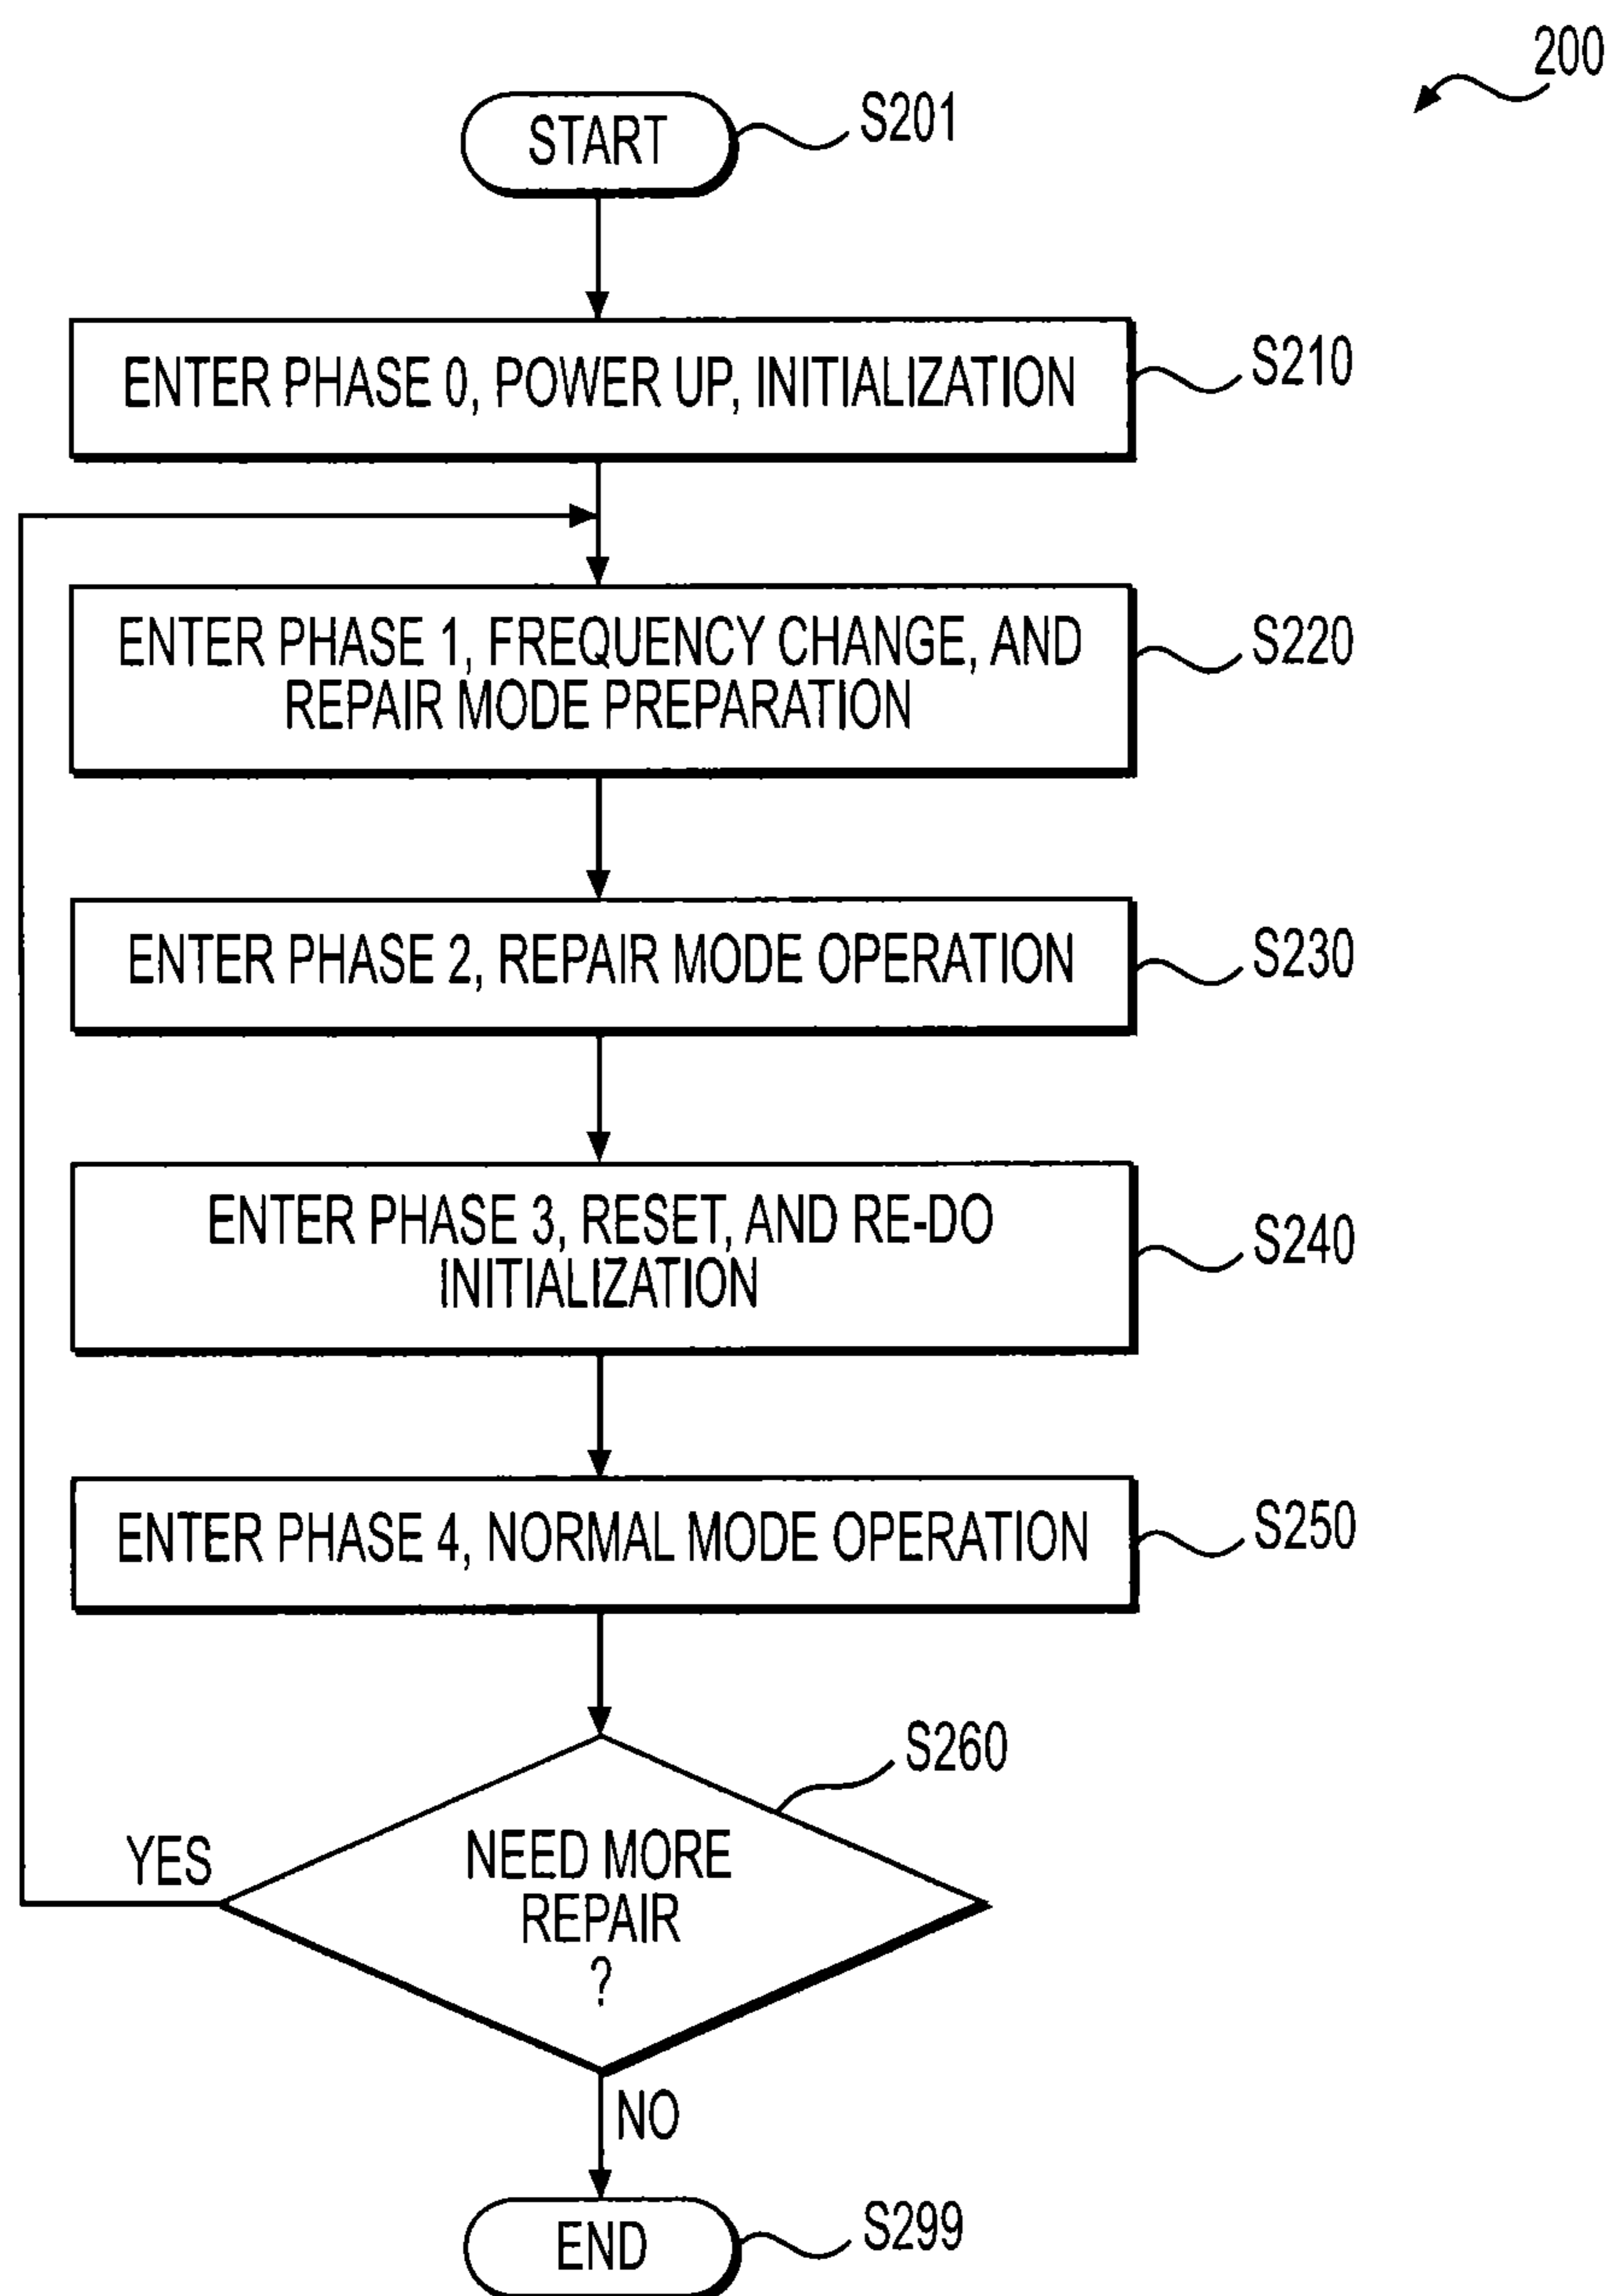 200
START
S201
ENTER PHASE 0, POWER UP, INITIALIZATION
S210
ENTER PHASE 1, FREQUENCY CHANGE, AND
REPAIR MODE PREPARATION
S220
ENTER PHASE 2, REPAIR MODE OPERATION
S230
ENTER PHASE 3, RESET, AND RE-DO
INITIALIZATION
S240
ENTER PHASE 4, NORMAL MODE OPERATION
S250
S260
NEED MORE
REPAIR
?
YES
NO
END
S299